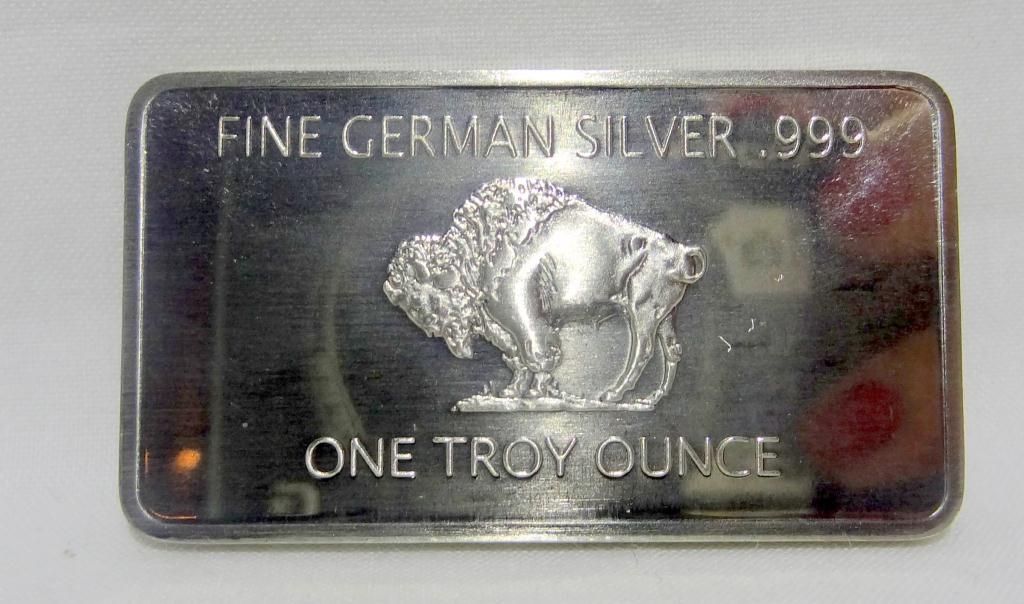 FINE GERMAN SILVER .999
ONE TROY OUNCE